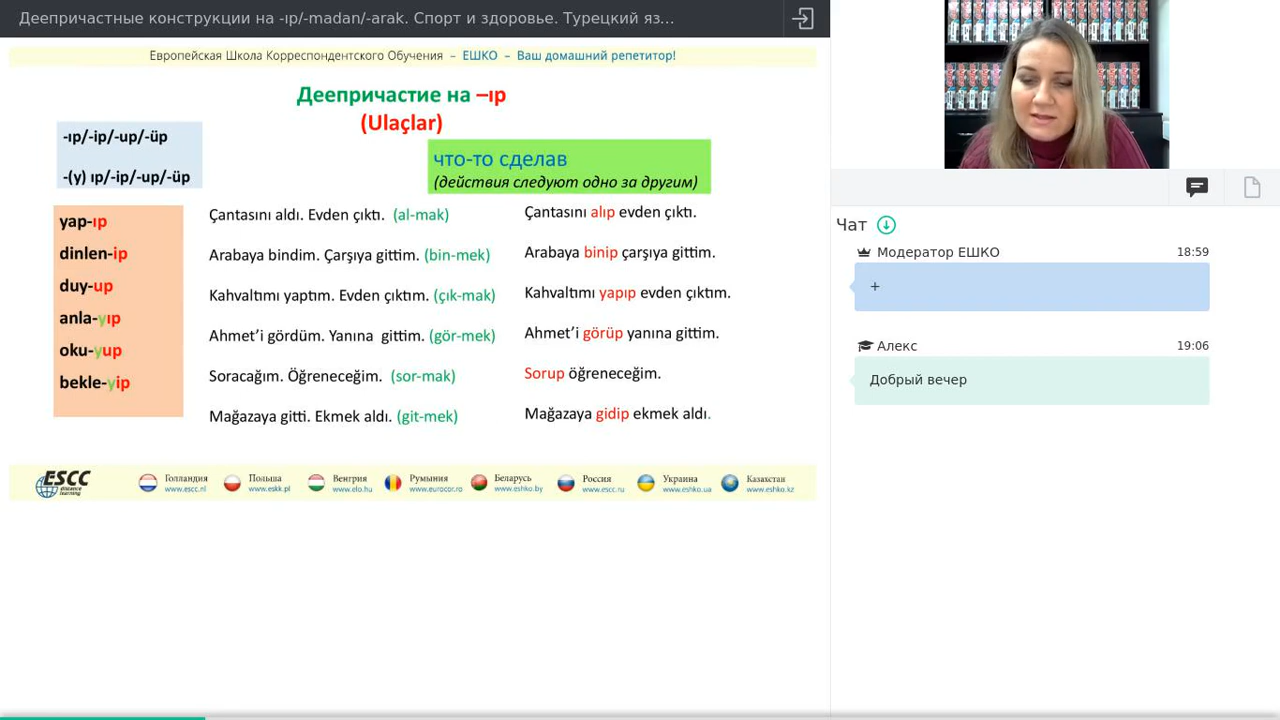 Деепричастные конструкции на -ıp/-madan/-arak. Спорт и здоровье. Турецкий яз...
Европейская Школа Корреспондентского Обучения – ЕШКО – Ваш домашний репетитор!
Деепричастие на –ıp
(Ulaçlar)
-ıp/-ip/-up/-üp
-(y) ıp/-ip/-up/-üp
что-то сделав
(действия следуют одно за другим)
yap-ıp
dinlen-ip
duy-up
anla-yıp
oku-yup
bekle-yip
Çantasını aldı. Evden çıktı. (al-mak)
Arabaya bindim. Çarşıya gittim. (bin-mek)
Kahvaltımı yaptım. Evden çıktım. (çık-mak)
Ahmet’i gördüm. Yanına gittim. (gör-mek)
Soracağım. Öğreneceğim. (sor-mak)
Mağazaya gitti. Ekmek aldı. (git-mek)
Çantasını alıp evden çıktı.
Arabaya binip çarşıya gittim.
Kahvaltımı yapıp evden çıktım.
Ahmet’i görüp yanına gittim.
Sorup öğreneceğim.
Mağazaya gidip ekmek aldı.
ESCC
distance
learning
Голландия
www.escc.nl
Польша
www.eskk.pl
Венгрия
www.elo.hu
Румыния
www.eurocor.ro
Беларусь
www.eshko.by
Россия
www.escc.ru
Украина
www.eshko.ua
Казахстан
www.eshko.kz
Чат
Модератор ЕШКО 18:59
+
Алекс 19:06
Добрый вечер